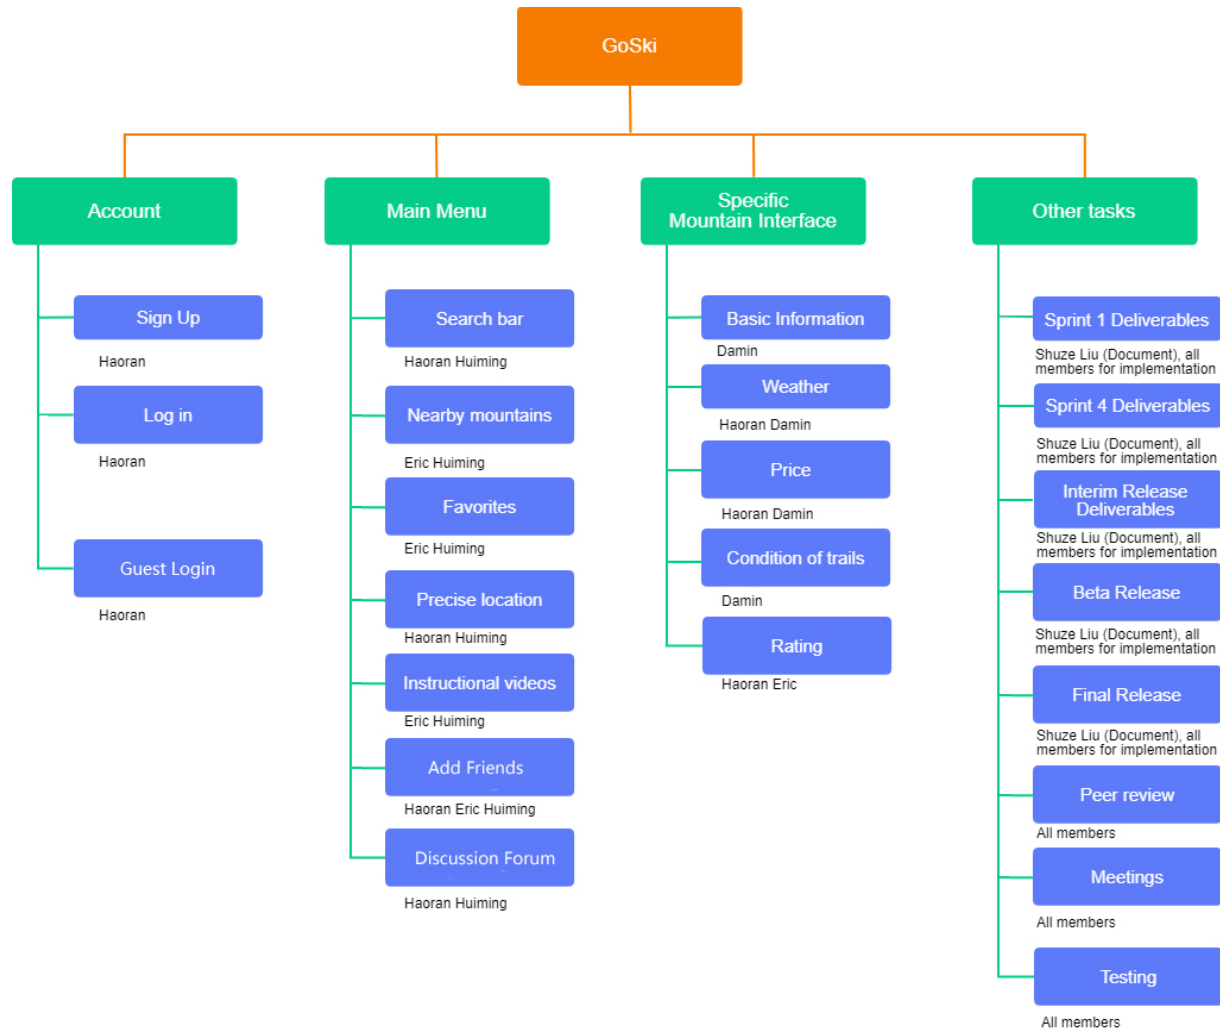 GoSki
Account
Sign Up
Haoran
Log in
Haoran
Guest Login
Haoran
Main Menu
Search bar
Haoran Huiming
Nearby mountains
Eric Huiming
Favorites
Eric Huiming
Precise location
Haoran Huiming
Instructional videos
Eric Huiming
Add Friends
Haoran Eric Huiming
Discussion Forum
Haoran Huiming
Specific
Mountain Interface
Basic Information
Damin
Weather
Haoran Damin
Price
Haoran Damin
Condition of trails
Damin
Rating
Haoran Eric
Other tasks
Sprint 1 Deliverables
Shuze Liu (Document), all
members for implementation
Sprint 4 Deliverables
Shuze Liu (Document), all
members for implementation
Interim Release
Deliverables
Shuze Liu (Document), all
members for implementation
Beta Release
Shuze Liu (Document), all
members for implementation
Final Release
Shuze Liu (Document), all
members for implementation
Peer review
All members
Meetings
All members
Testing
All members